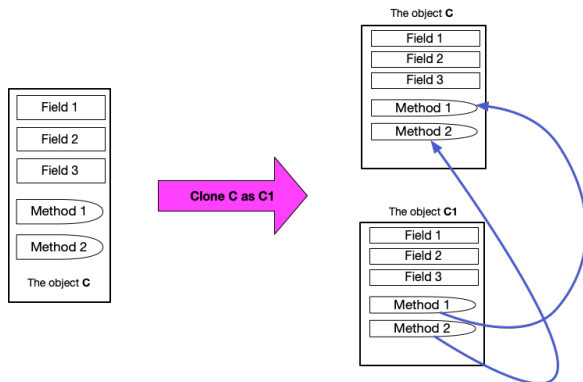 Field 1
Field 2
Field 3
Method 1
Method 2
The object C
Clone C as C1
The object C
Field 1
Field 2
Field 3
Method 1
Method 2
The object C1
Field 1
Field 2
Field 3
Method 1
Method 2